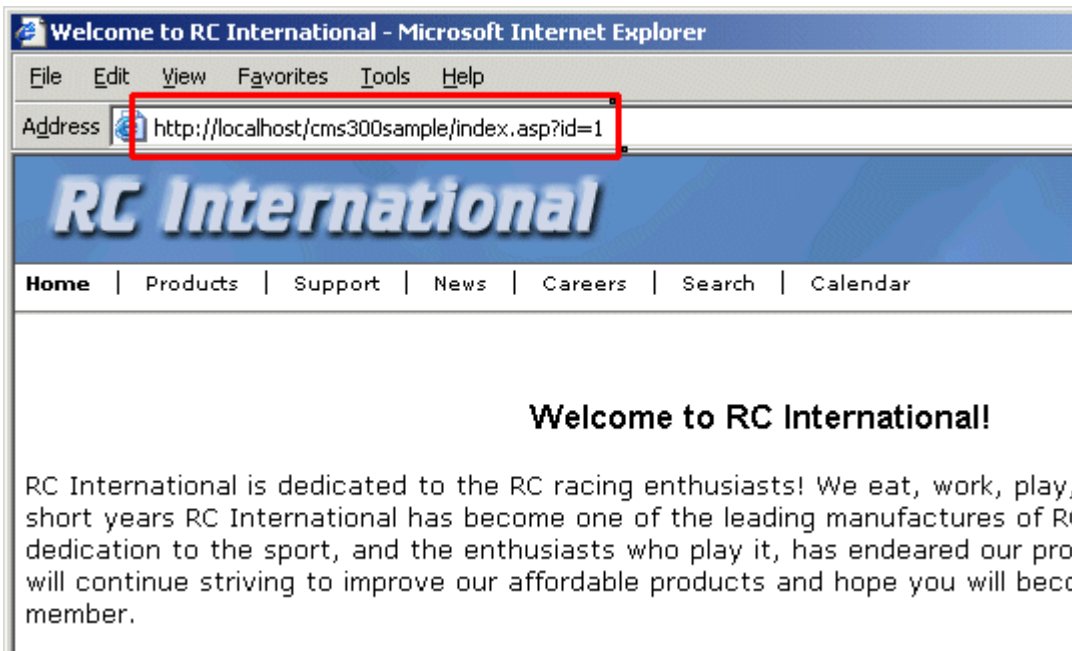 Welcome to RC International - Microsoft Internet Explorer
File Edit View Favorites Tools Help
Address http://localhost/cms300sample/index.asp?id=1
RC International
Home | Products | Support | News | Careers | Search | Calendar
Welcome to RC International!
RC International is dedicated to the RC racing enthusiasts! We eat, work, play,
short years RC International has become one of the leading manufactures of
dedication to the sport, and the enthusiasts who play it, has endeared our
will continue striving to improve our affordable products and hope you will
member.